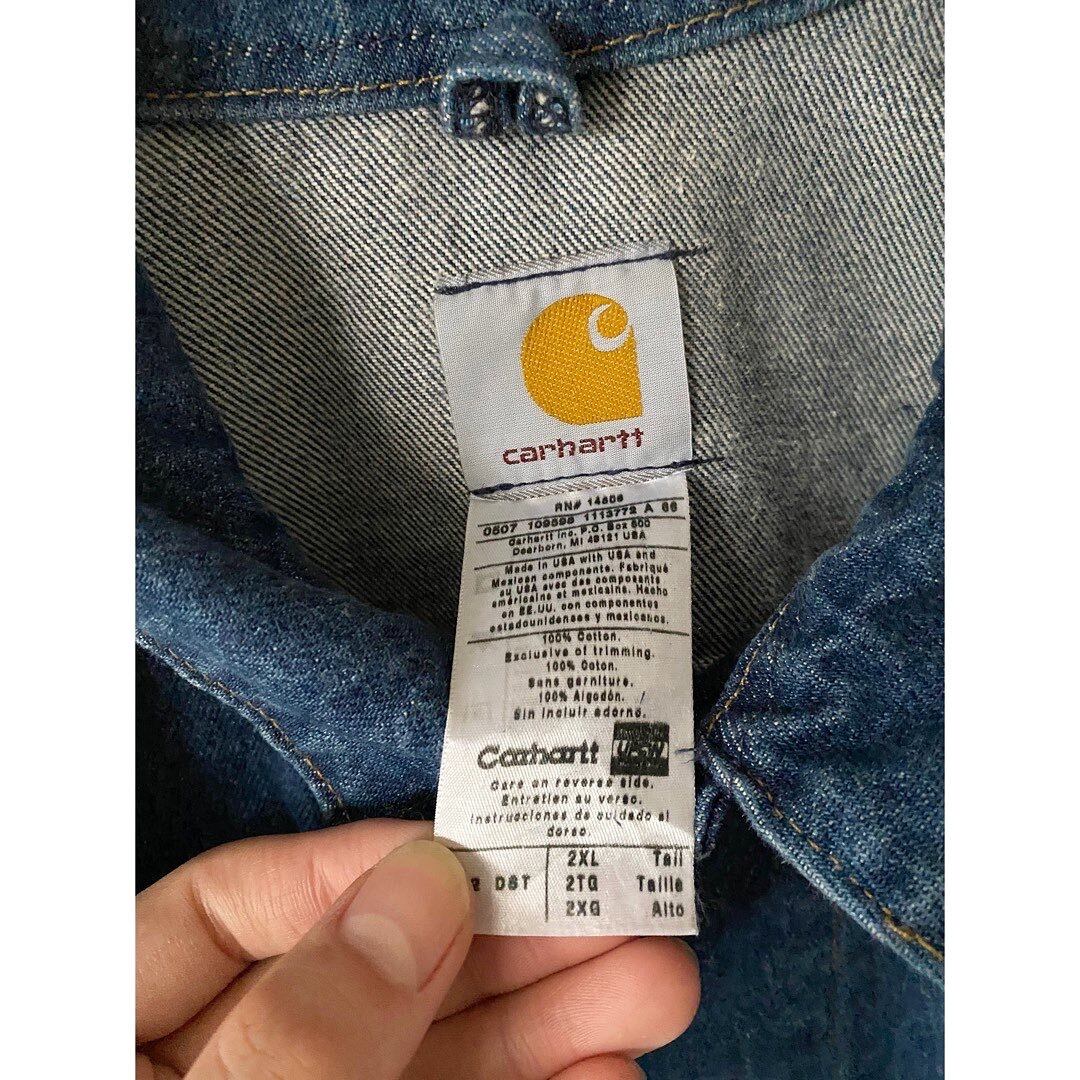 carhartt
RN# 14806
0507 109598 1113772 A 66
Carhartt Inc. P.O. Box 600
Dearborn, MI 48121 USA
Made in USA with USA and
Mexican components. Fabriqué
au USA avec des composants
américains et mexicains. Hecho
en EE.UU. con componentes
estadounidenses y mexicanos.
100% Cotton.
Exclusive of trimming.
100% Coton.
Sans garniture.
100% Algodón.
Sin incluir adorno.
Carhartt
Care on reverse side.
Entretien au verso.
Instrucciones de cuidado al
dorso.
DST 2XL Tall
2TG Taille
2XG Alto